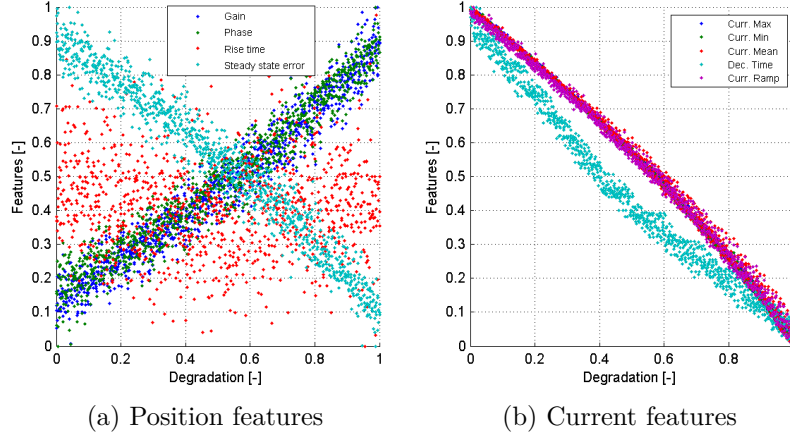 Gain
Phase
Rise time
Steady state error
1
0.9
0.8
0.7
0.6
0.5
0.4
0.3
0.2
0.1
0
Features [-]
0 0.2 0.4 0.6 0.8 1
Degradation [-]
(a) Position features
Curr. Max
Curr. Min
Curr. Mean
Dec. Time
Curr. Ramp
1
0.9
0.8
0.7
0.6
0.5
0.4
0.3
0.2
0.1
0
Features [-]
0 0.2 0.4 0.6 0.8
Degradation [-]
(b) Current features